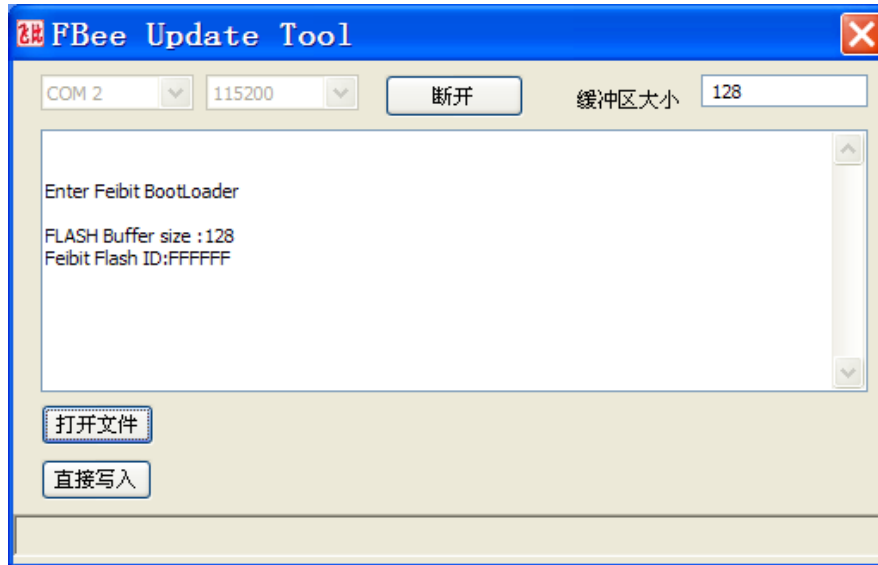 飞比 FBee Update Tool
COM 2 115200 断开 缓冲区大小 128
Enter Feibit BootLoader
FLASH Buffer size :128
Feibit Flash ID:FFFFFF
打开文件
直接写入